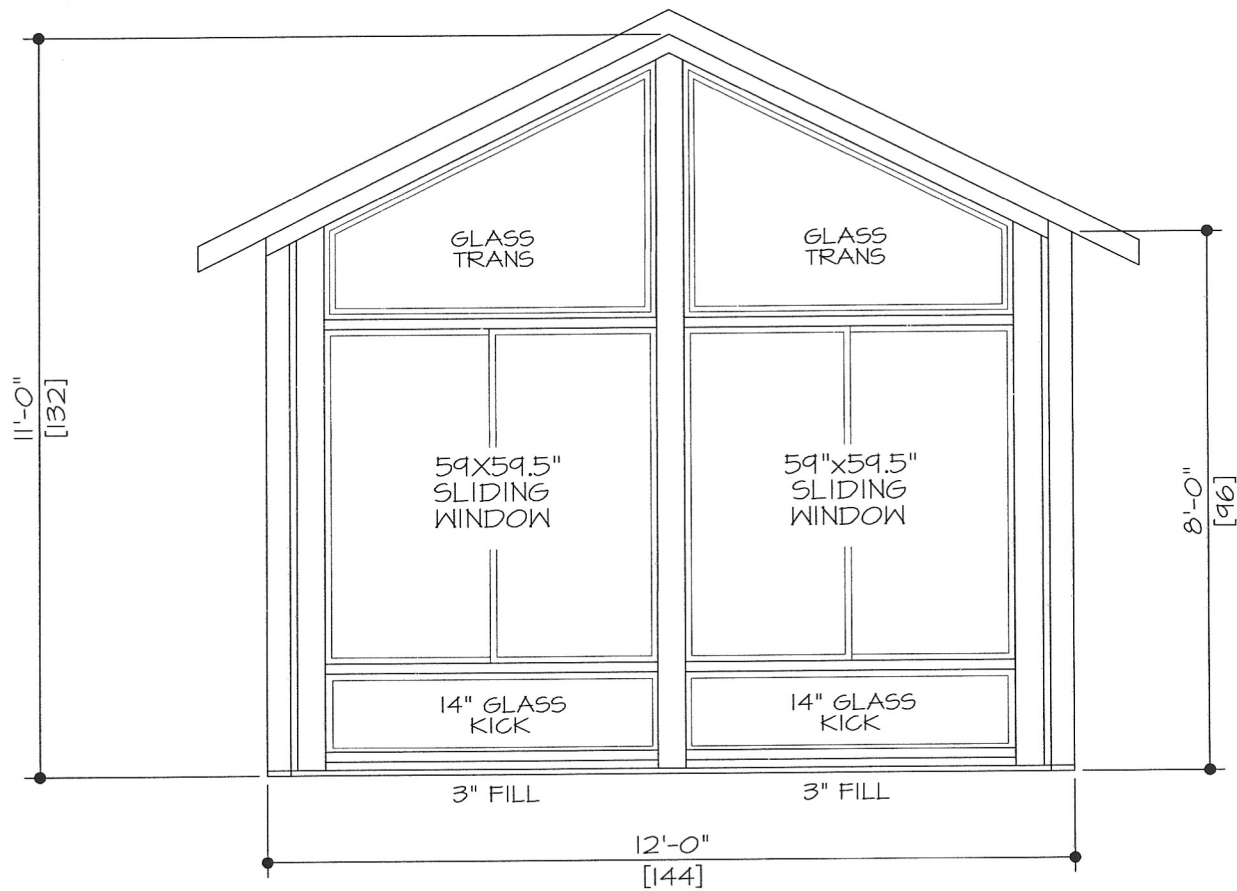 GLASS
TRANS
GLASS
TRANS
11'-0"
[132]
59X59.5"
SLIDING
WINDOW
59"x59.5"
SLIDING
WINDOW
8'-0"
[96]
14" GLASS
KICK
14" GLASS
KICK
3" FILL
3" FILL
12'-0"
[144]